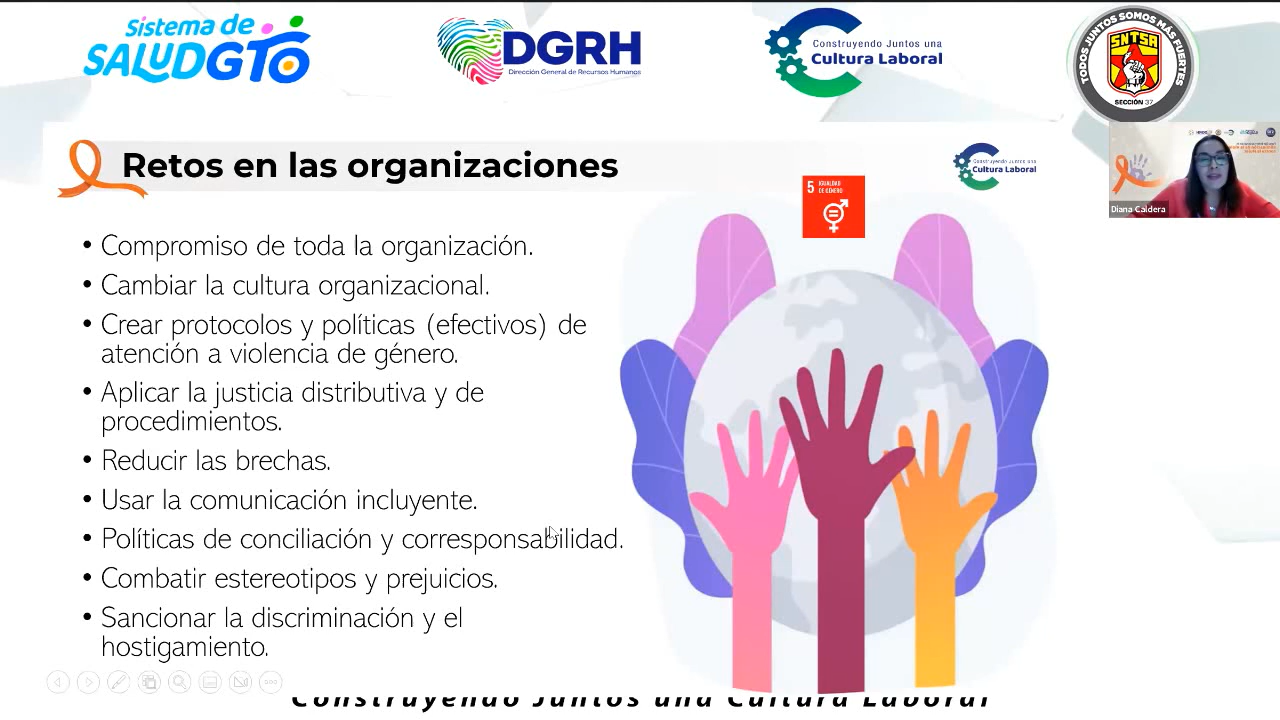 Sistema de
SALUDGTO
DGRH
Dirección General de Recursos Humanos
Construyendo Juntos una
Cultura Laboral
TODOS JUNTOS SOMOS MÁS FUERTES
SNTSA
SECCIÓN 37
Retos en las organizaciones
Construyendo Juntos una
Cultura Laboral
5 IGUALDAD
DE GÉNERO
Diana Caldera
• Compromiso de toda la organización.
• Cambiar la cultura organizacional.
• Crear protocolos y políticas (efectivos) de
atención a violencia de género.
• Aplicar la justicia distributiva y de
procedimientos.
• Reducir las brechas.
• Usar la comunicación incluyente.
• Políticas de conciliación y corresponsabilidad.
• Combatir estereotipos y prejuicios.
• Sancionar la discriminación y el
hostigamiento.
Construyendo Juntos una Cultura Laboral